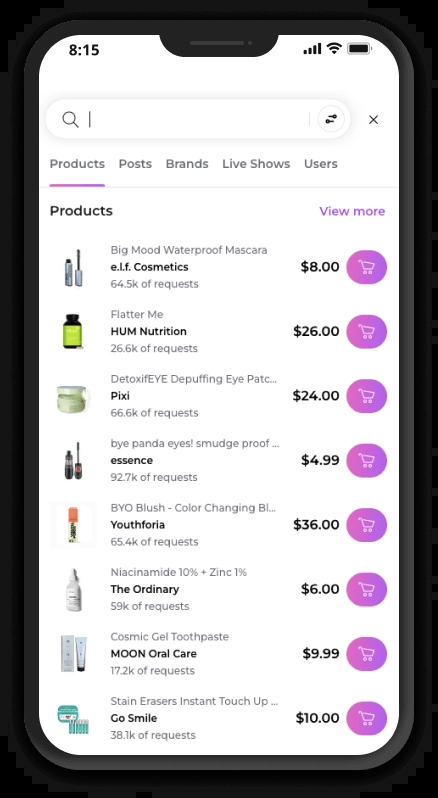 8:15
Products Posts Brands Live Shows Users
Products View more
Big Mood Waterproof Mascara
e.l.f. Cosmetics $8.00
64.5k of requests
Flatter Me
HUM Nutrition $26.00
26.6k of requests
DetoxifEYE Depuffing Eye Patc...
Pixi $24.00
66.6k of requests
bye panda eyes! smudge proof ...
essence $4.99
92.7k of requests
BYO Blush - Color Changing Bl...
Youthforia $36.00
65.4k of requests
Niacinamide 10% + Zinc 1%
The Ordinary $6.00
59k of requests
Cosmic Gel Toothpaste
MOON Oral Care $9.99
17.2k of requests
Stain Erasers Instant Touch Up ...
Go Smile $10.00
38.1k of requests